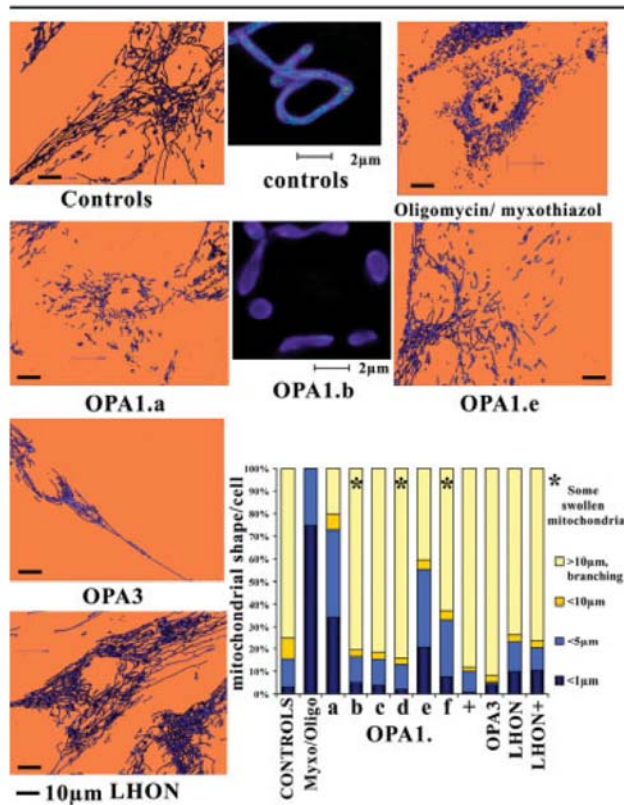 Controls
2µm
controls
Oligomycin/ myxothiazol
OPA1.a
2µm
OPA1.b
OPA1.e
OPA3
10µm LHON
mitochondrial shape/cell
100%
90%
80%
70%
60%
50%
40%
30%
20%
10%
0%
* * *
CONTROLS
Myxo/Oligo
a b c d e f +
OPA1.
OPA3
LHON
LHON+
*
Some
swollen
mitochondria
>10µm,
branching
<10µm
<5µm
<1µm